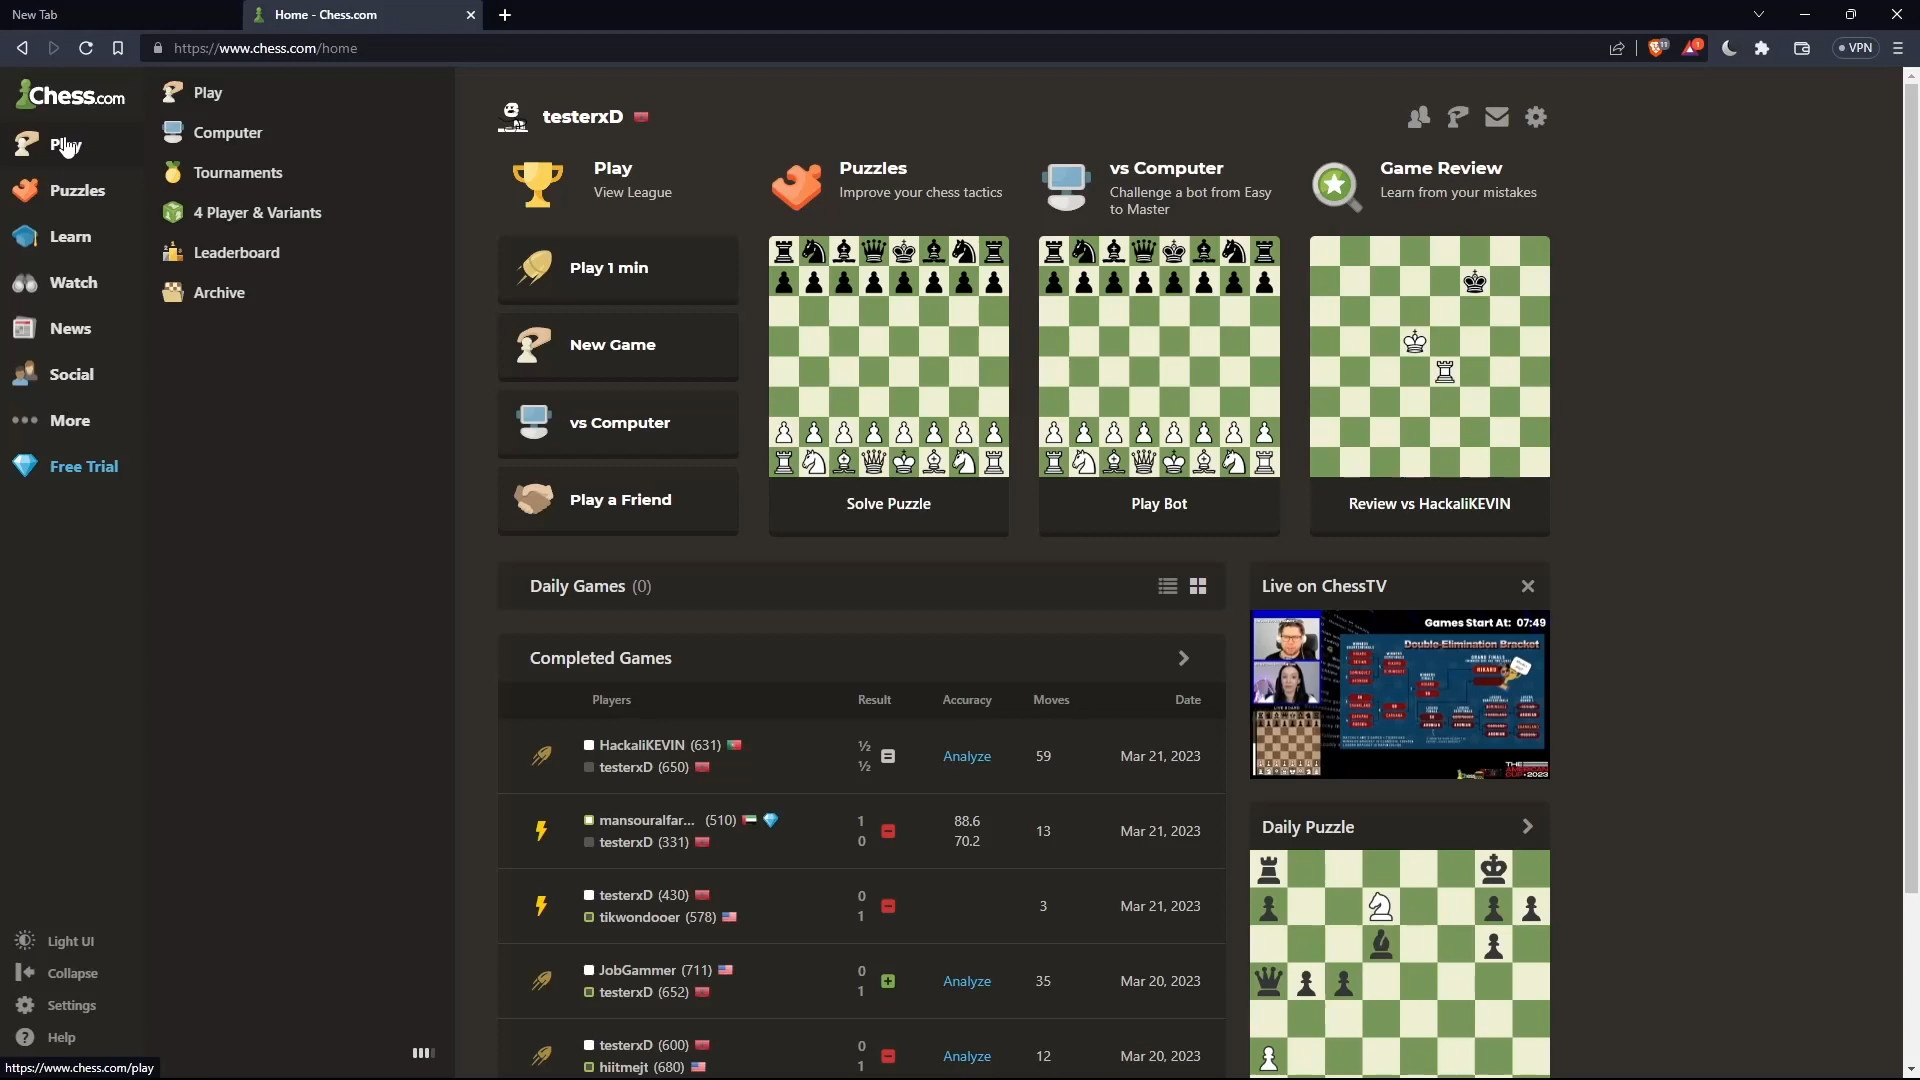 New Tab
Home - Chess.com
https://www.chess.com/home
11
1
VPN
Chess.com
Play
Puzzles
Learn
Watch
News
Social
More
Free Trial
Light UI
Collapse
Settings
Help
https://www.chess.com/play
Play
Computer
Tournaments
4 Player & Variants
Leaderboard
Archive
testerxD
Play
View League
Puzzles
Improve your chess tactics
vs Computer
Challenge a bot from Easy
to Master
Game Review
Learn from your mistakes
Play 1 min
New Game
vs Computer
Play a Friend
Solve Puzzle
Play Bot
Review vs HackaliKEVIN
Daily Games (0)
Completed Games
Players Result Accuracy Moves Date
HackaliKEVIN (631) ½
testerxD (650) ½
Analyze 59 Mar 21, 2023
mansouralfar... (510) 1 88.6
testerxD (331) 0 70.2
13 Mar 21, 2023
testerxD (430) 0
tikwondooer (578) 1
3 Mar 21, 2023
JobGammer (711) 0
testerxD (652) 1
Analyze 35 Mar 20, 2023
testerxD (600) 0
hiitmejt (680) 1
Analyze 12 Mar 20, 2023
Live on ChessTV
Games Start At: 07:49
Double-Elimination Bracket
Daily Puzzle